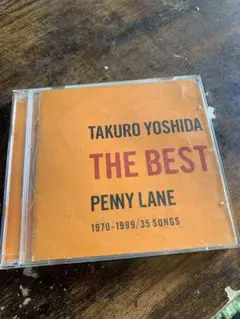 TAKURO YOSHIDA
THE BEST
PENNY LANE
1970-1999/35 SONGS